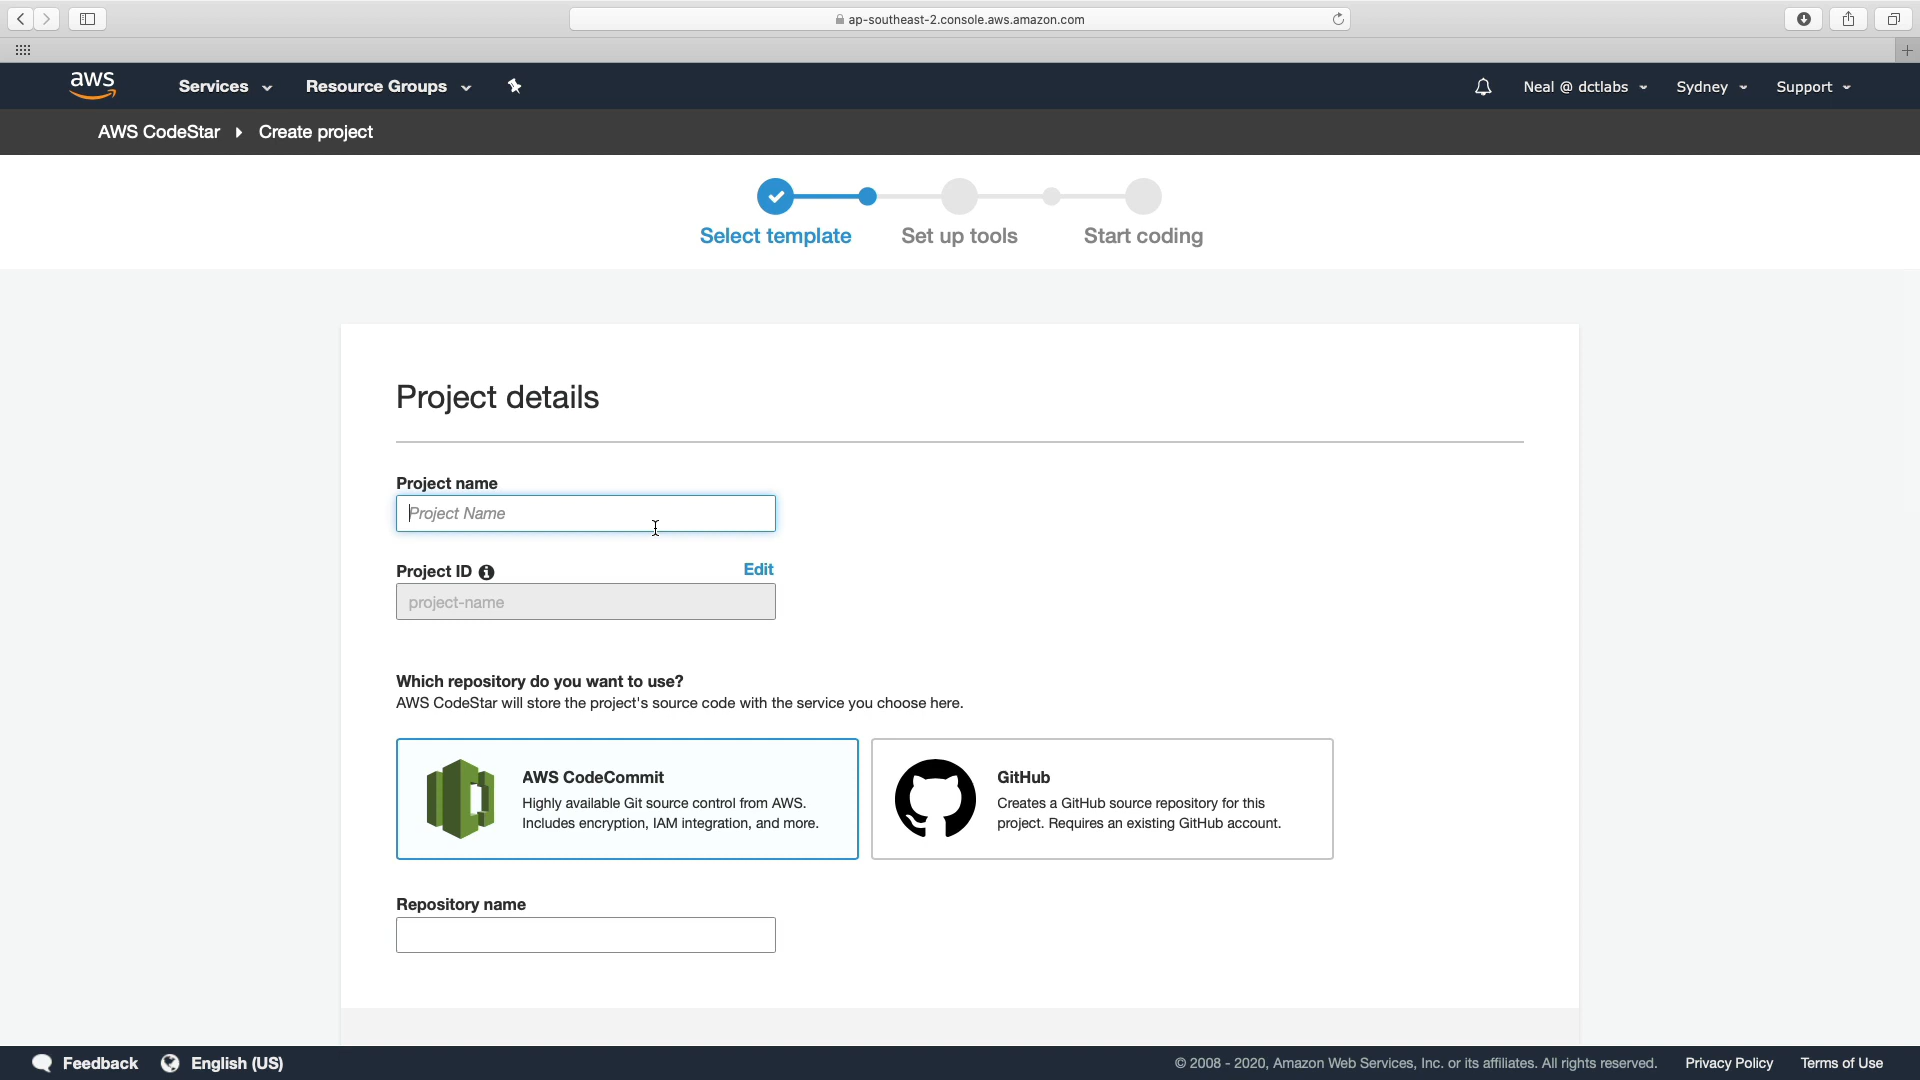 ap-southeast-2.console.aws.amazon.com
aws Services Resource Groups Neal @ dctlabs Sydney Support
AWS CodeStar Create project
Select template Set up tools Start coding
Project details
Project name
Project Name
Project ID Edit
project-name
Which repository do you want to use?
AWS CodeStar will store the project's source code with the service you choose here.
AWS CodeCommit
Highly available Git source control from AWS.
Includes encryption, IAM integration, and more.
GitHub
Creates a GitHub source repository for this
project. Requires an existing GitHub account.
Repository name
Feedback English (US) © 2008 - 2020, Amazon Web Services, Inc. or its affiliates. All rights reserved. Privacy Policy Terms of Use